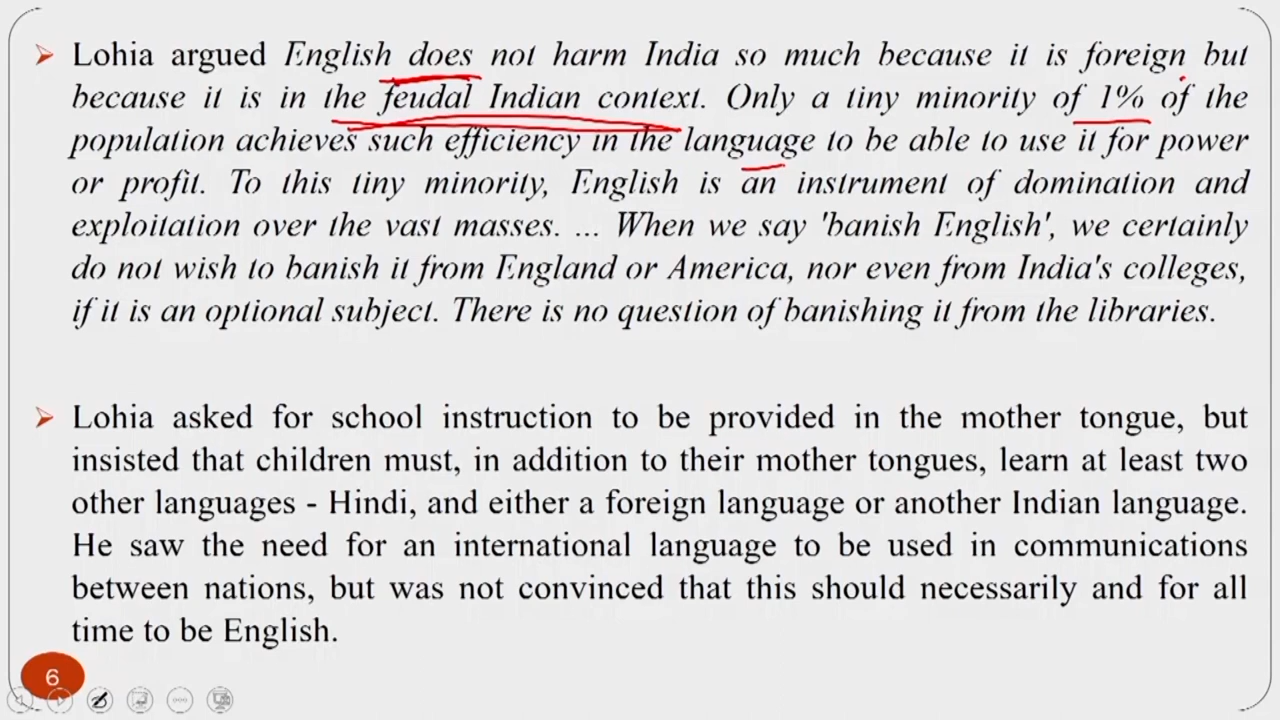 Lohia argued English does not harm India so much because it is foreign but
because it is in the feudal Indian context. Only a tiny minority of 1% of the
population achieves such efficiency in the language to be able to use it for power
or profit. To this tiny minority, English is an instrument of domination and
exploitation over the vast masses. ... When we say 'banish English', we certainly
do not wish to banish it from England or America, nor even from India's colleges,
if it is an optional subject. There is no question of banishing it from the libraries.
Lohia asked for school instruction to be provided in the mother tongue, but
insisted that children must, in addition to their mother tongues, learn at least two
other languages - Hindi, and either a foreign language or another Indian language.
He saw the need for an international language to be used in communications
between nations, but was not convinced that this should necessarily and for all
time to be English.
6